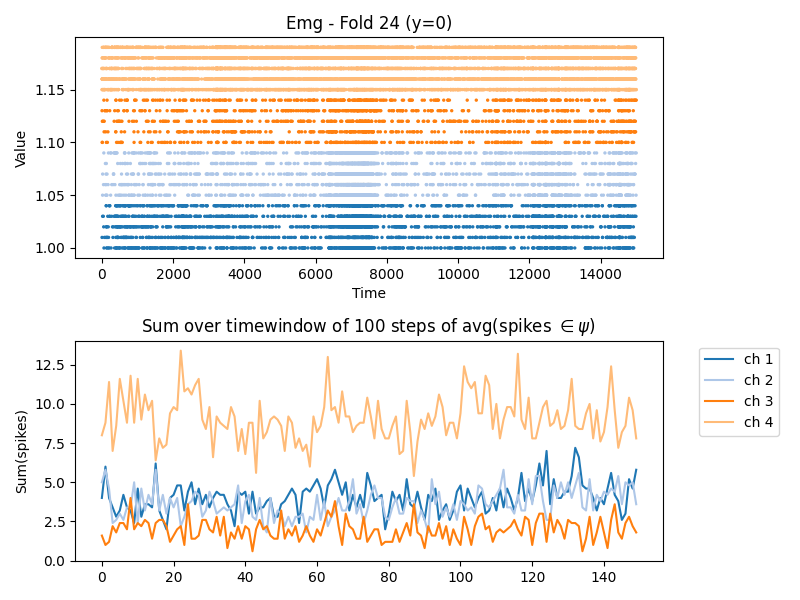 Emg - Fold 24 (y=0)
Value
1.15
1.10
1.05
1.00
0 2000 4000 6000 8000 10000 12000 14000
Time
Sum over timewindow of 100 steps of avg(spikes ∈ψ)
Sum(spikes)
12.5
10.0
7.5
5.0
2.5
0.0
0 20 40 60 80 100 120 140
ch 1
ch 2
ch 3
ch 4